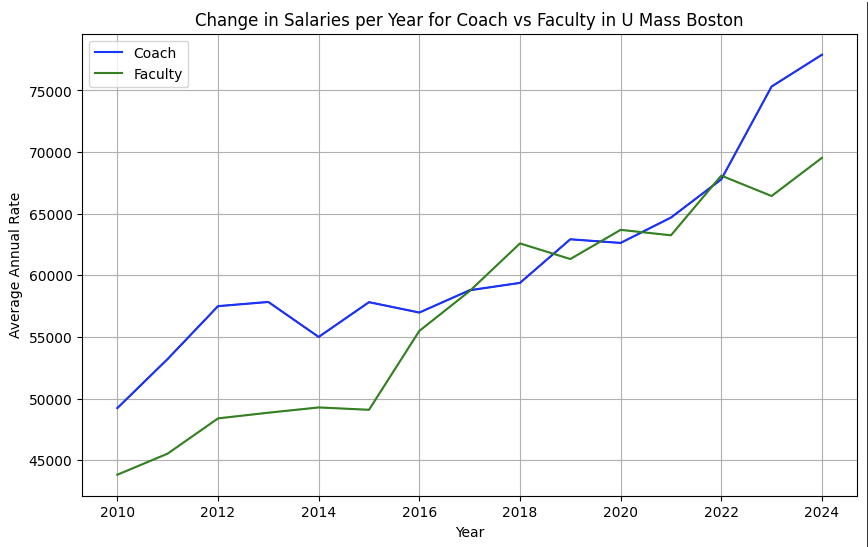 Change in Salaries per Year for Coach vs Faculty in U Mass Boston
Coach
Faculty
75000
70000
65000
60000
55000
50000
45000
Average Annual Rate
2010 2012 2014 2016 2018 2020 2022 2024
Year